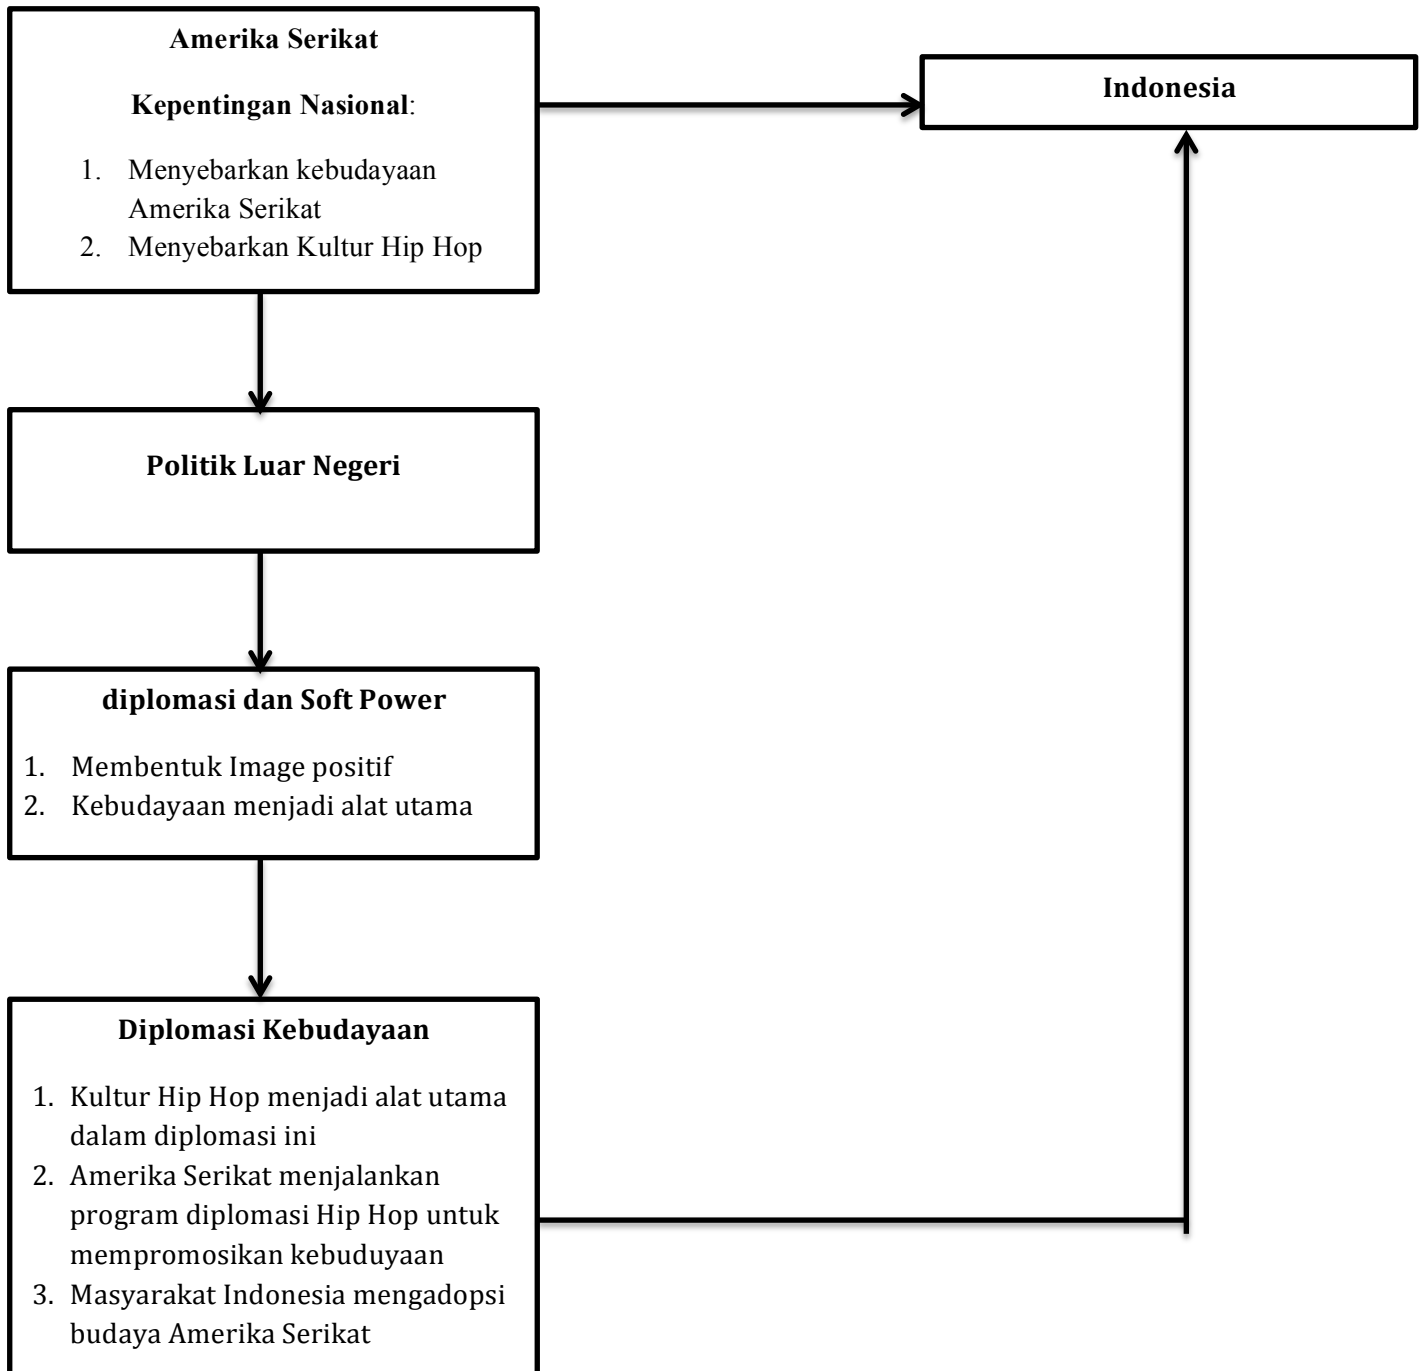 Amerika Serikat
Kepentingan Nasional:
1. Menyebarkan kebudayaan
Amerika Serikat
2. Menyebarkan Kultur Hip Hop
Indonesia
Politik Luar Negeri
diplomasi dan Soft Power
1. Membentuk Image positif
2. Kebudayaan menjadi alat utama
Diplomasi Kebudayaan
1. Kultur Hip Hop menjadi alat utama
dalam diplomasi ini
2. Amerika Serikat menjalankan
program diplomasi Hip Hop untuk
mempromosikan kebuduyaan
3. Masyarakat Indonesia mengadopsi
budaya Amerika Serikat